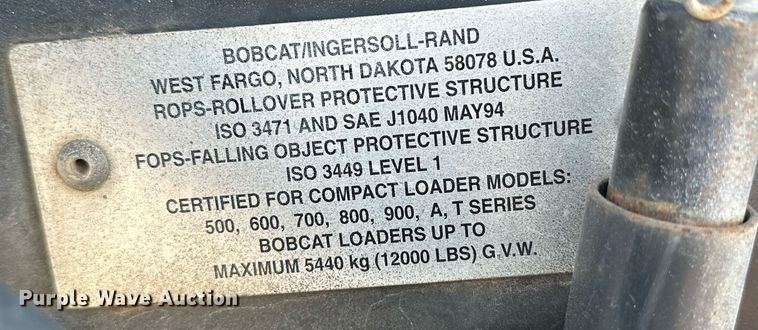 BOBCAT/INGERSOLL-RAND
WEST FARGO, NORTH DAKOTA 58078 U.S.A.
ROPS-ROLLOVER PROTECTIVE STRUCTURE
ISO 3471 AND SAE J1040 MAY94
FOPS-FALLING OBJECT PROTECTIVE STRUCTURE
ISO 3449 LEVEL 1
CERTIFIED FOR COMPACT LOADER MODELS:
500, 600, 700, 800, 900, A, T SERIES
BOBCAT LOADERS UP TO
MAXIMUM 5440 kg (12000 LBS) G.V.W.
Purple Wave Auction